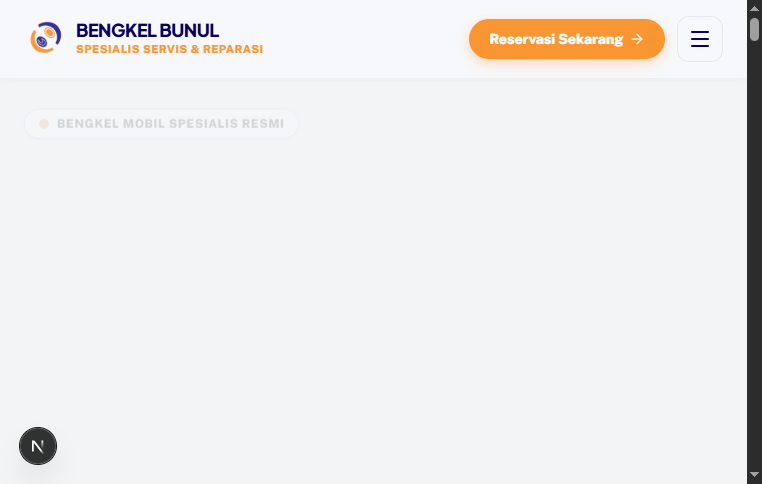 BENGKEL BUNUL
SPESIALIS SERVIS & REPARASI
Reservasi Sekarang →
BENGKEL MOBIL SPESIALIS RESMI
N